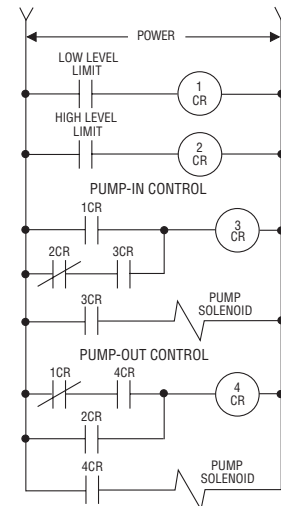 POWER
LOW LEVEL
LIMIT
1
CR
HIGH LEVEL
LIMIT
2
CR
PUMP-IN CONTROL
1CR
3
CR
2CR
3CR
3CR
PUMP
SOLENOID
PUMP-OUT CONTROL
1CR
4CR
4
CR
2CR
4CR
PUMP
SOLENOID